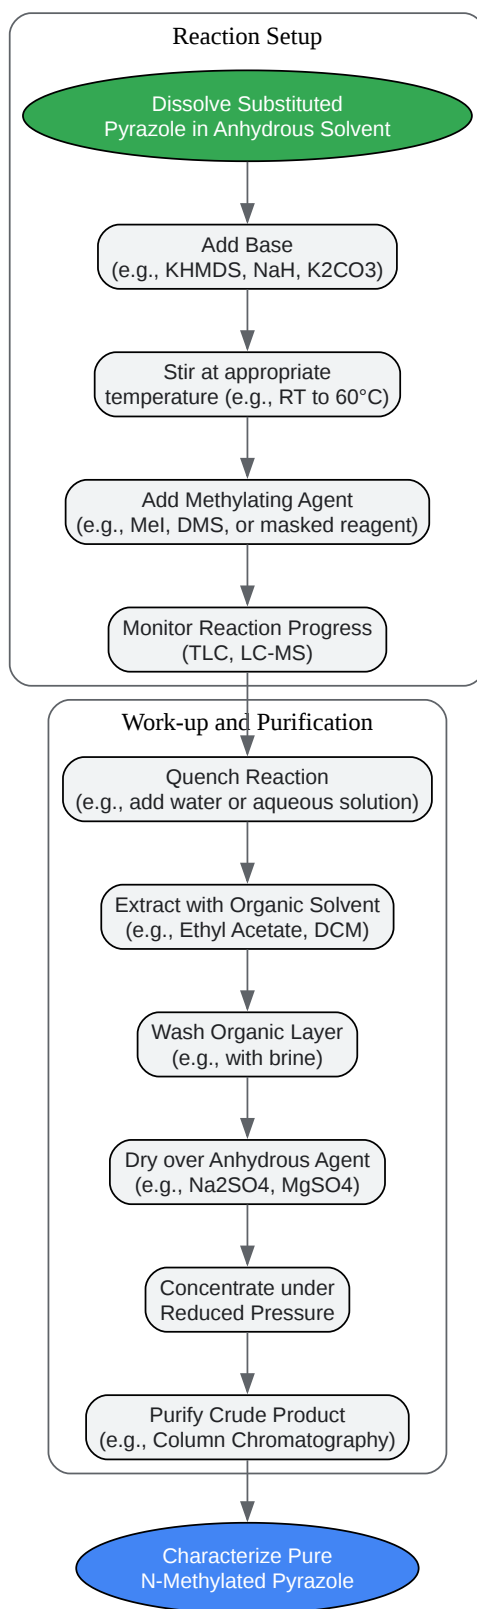 Reaction Setup
Dissolve Substituted
Pyrazole in Anhydrous Solvent
Add Base
(e.g., KHMDS, NaH, K2CO3)
Stir at appropriate
temperature (e.g., RT to 60°C)
Add Methylating Agent
(e.g., MeI, DMS, or masked reagent)
Monitor Reaction Progress
(TLC, LC-MS)
Work-up and Purification
Quench Reaction
(e.g., add water or aqueous solution)
Extract with Organic Solvent
(e.g., Ethyl Acetate, DCM)
Wash Organic Layer
(e.g., with brine)
Dry over Anhydrous Agent
(e.g., Na2SO4, MgSO4)
Concentrate under
Reduced Pressure
Purify Crude Product
(e.g., Column Chromatography)
Characterize Pure
N-Methylated Pyrazole